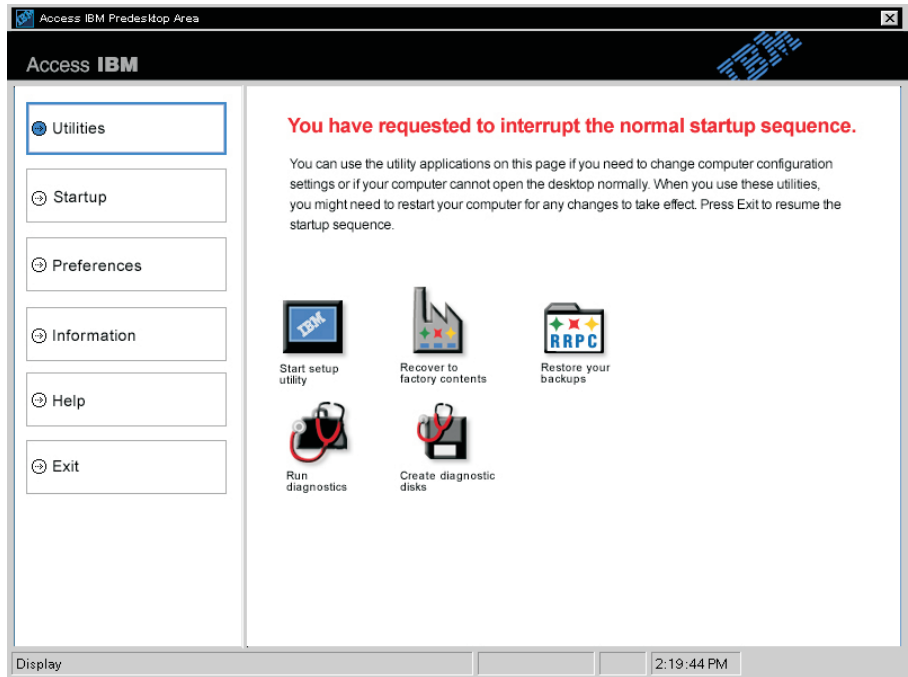 Access IBM Predesktop Area
Access IBM
IBM
Utilities
Startup
Preferences
Information
Help
Exit
You have requested to interrupt the normal startup sequence.
You can use the utility applications on this page if you need to change computer configuration
settings or if your computer cannot open the desktop normally. When you use these utilities,
you might need to restart your computer for any changes to take effect. Press Exit to resume the
startup sequence.
IBM
Start setup
utility
Recover to
factory contents
RRPC
Restore your
backups
Run
diagnostics
Create diagnostic
disks
Display
2:19:44 PM